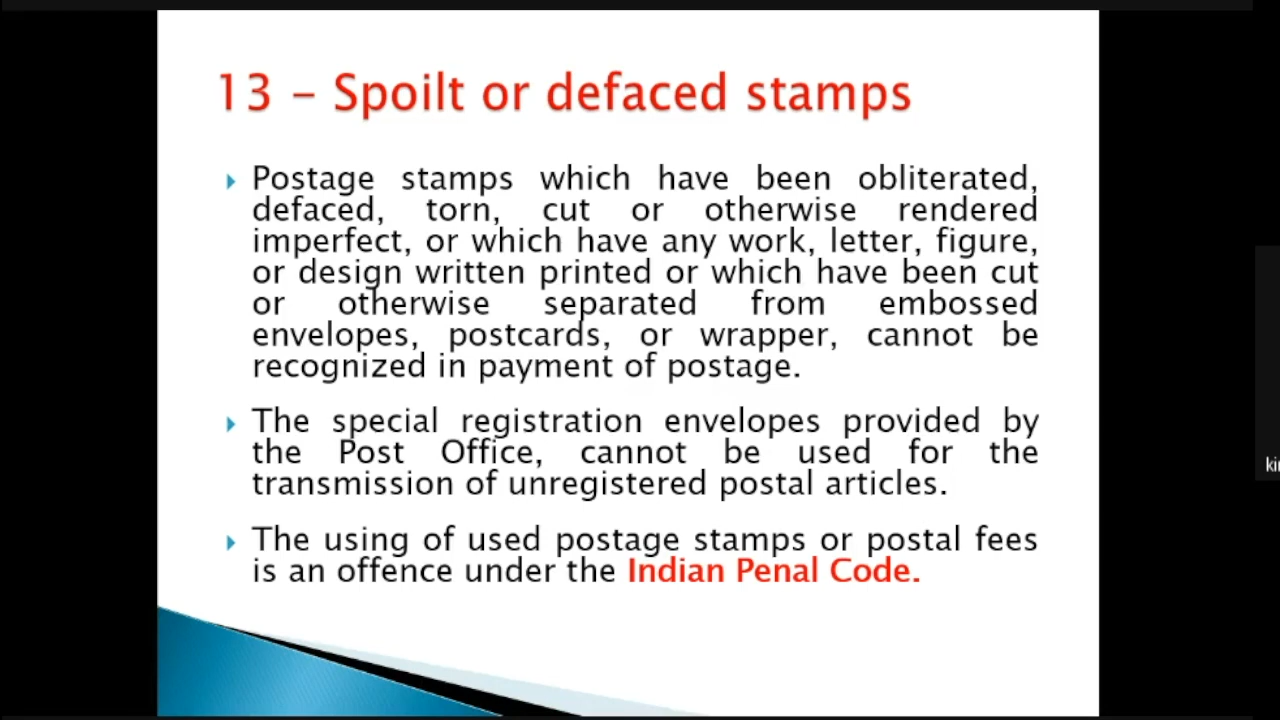 13 – Spoilt or defaced stamps
Postage stamps which have been obliterated,
defaced, torn, cut or otherwise rendered
imperfect, or which have any work, letter, figure,
or design written printed or which have been cut
or otherwise separated from embossed
envelopes, postcards, or wrapper, cannot be
recognized in payment of postage.
The special registration envelopes provided by
the Post Office, cannot be used for the
transmission of unregistered postal articles.
The using of used postage stamps or postal fees
is an offence under the Indian Penal Code.